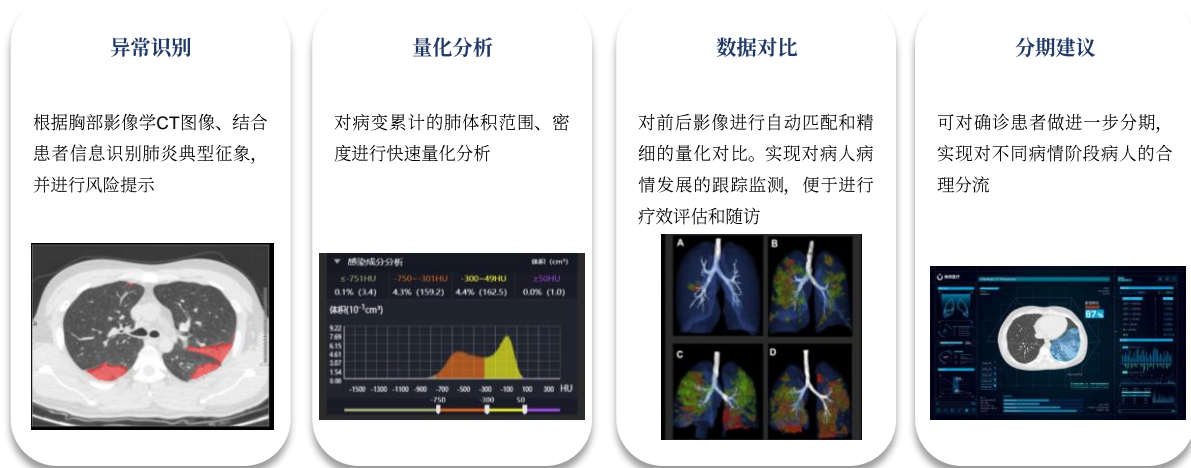 异常识别
根据胸部影像学CT图像、结合
患者信息识别肺炎典型征象，
并进行风险提示
量化分析
对病变累计的肺体积范围、密
度进行快速量化分析
感染成分分析
体积 (cm³)
≤-751HU -750~-301HU -300~49HU ≥50HU
0.1% (3.4) 4.3% (159.2) 4.4% (162.5) 0.0% (1.0)
体积(10⁻¹cm³)
9.22
7.69
6.15
4.61
3.07
1.54
0.00
-1500 -1300 -1100 -900 -700 -500 -300 -100 100 300 HU
-750 -300 50
数据对比
对前后影像进行自动匹配和精
细的量化对比。实现对病人病
情发展的跟踪监测，便于进行
疗效评估和随访
A B
C D
分期建议
可对确诊患者做进一步分期，
实现对不同病情阶段病人的合
理分流
87%